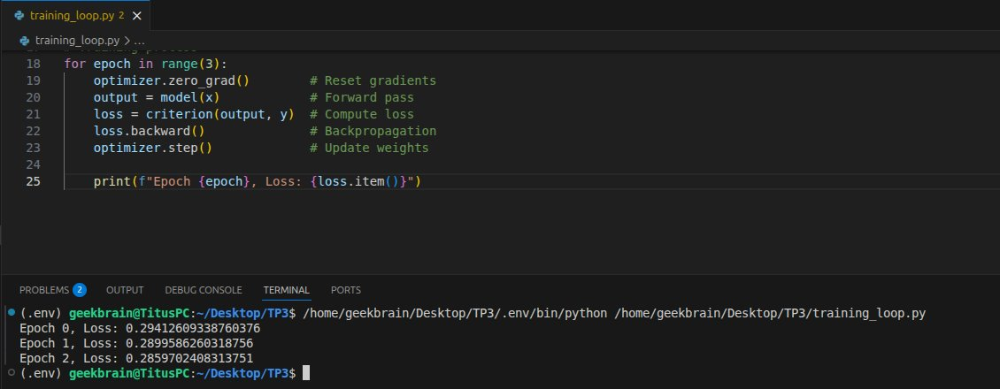 training_loop.py 2
training_loop.py > ...
18 for epoch in range(3):
19 optimizer.zero_grad() # Reset gradients
20 output = model(x) # Forward pass
21 loss = criterion(output, y) # Compute loss
22 loss.backward() # Backpropagation
23 optimizer.step() # Update weights
24
25 print(f"Epoch {epoch}, Loss: {loss.item()}")
PROBLEMS 2 OUTPUT DEBUG CONSOLE TERMINAL PORTS
(.env) geekbrain@TitusPC:~/Desktop/TP3$ /home/geekbrain/Desktop/TP3/.env/bin/python /home/geekbrain/Desktop/TP3/training_loop.py
Epoch 0, Loss: 0.29412609338760376
Epoch 1, Loss: 0.2899586260318756
Epoch 2, Loss: 0.2859702408313751
(.env) geekbrain@TitusPC:~/Desktop/TP3$